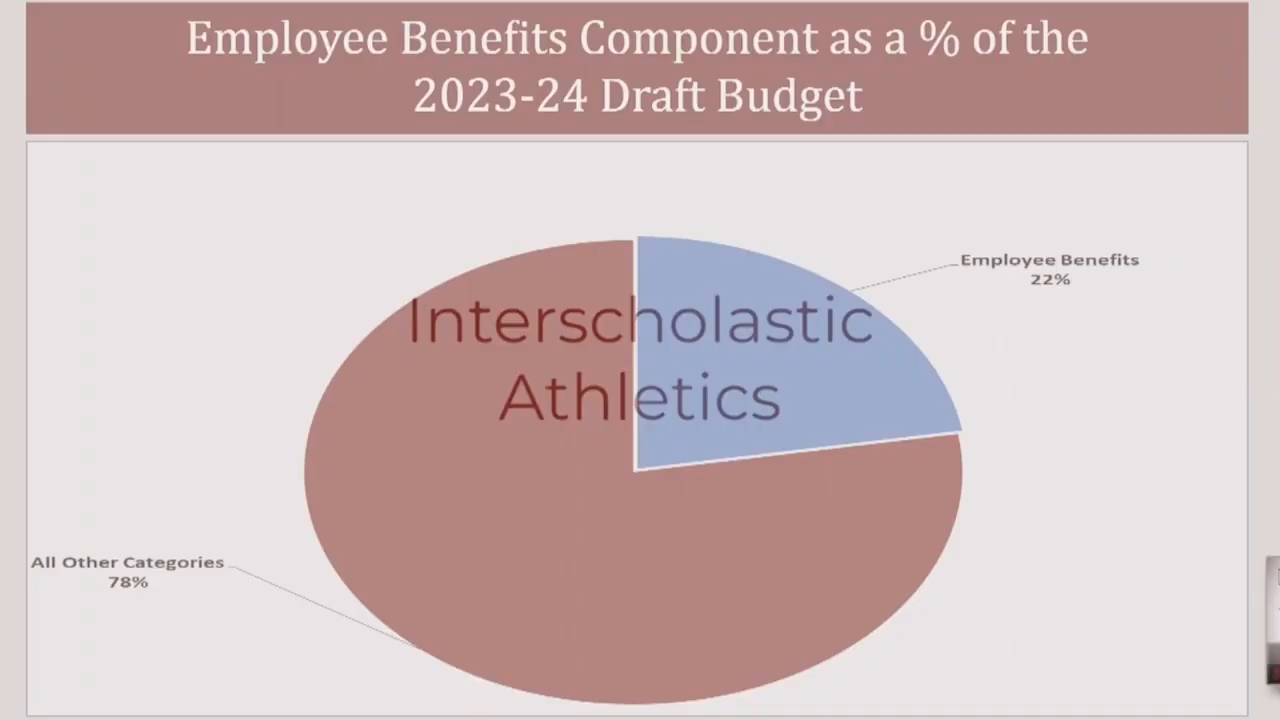 Employee Benefits Component as a % of the
2023-24 Draft Budget
Employee Benefits
22%
Interscholastic
Athletics
All Other Categories
78%